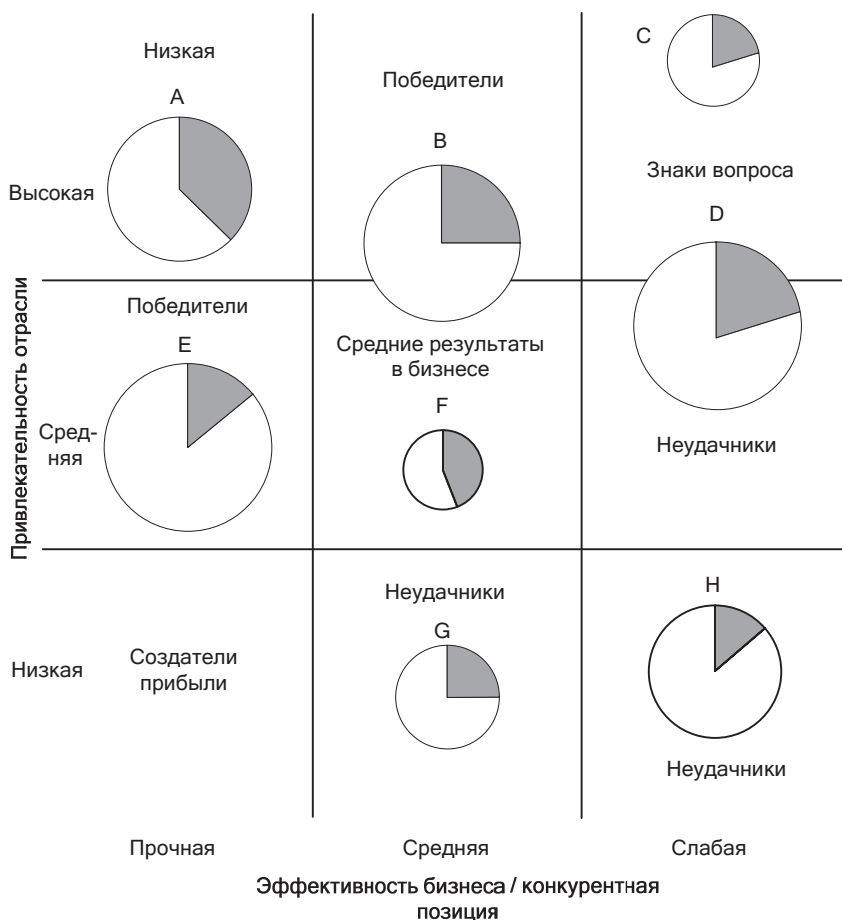 Низкая
A
Победители
B
C
Знаки вопроса
D
Высокая
Победители
E
Средние результаты
в бизнесе
F
Неудачники
Сред-
няя
Привлекательность отрасли
Низкая
Создатели
прибыли
Неудачники
G
H
Неудачники
Прочная
Средняя
Слабая
Эффективность бизнеса / конкурентная
позиция